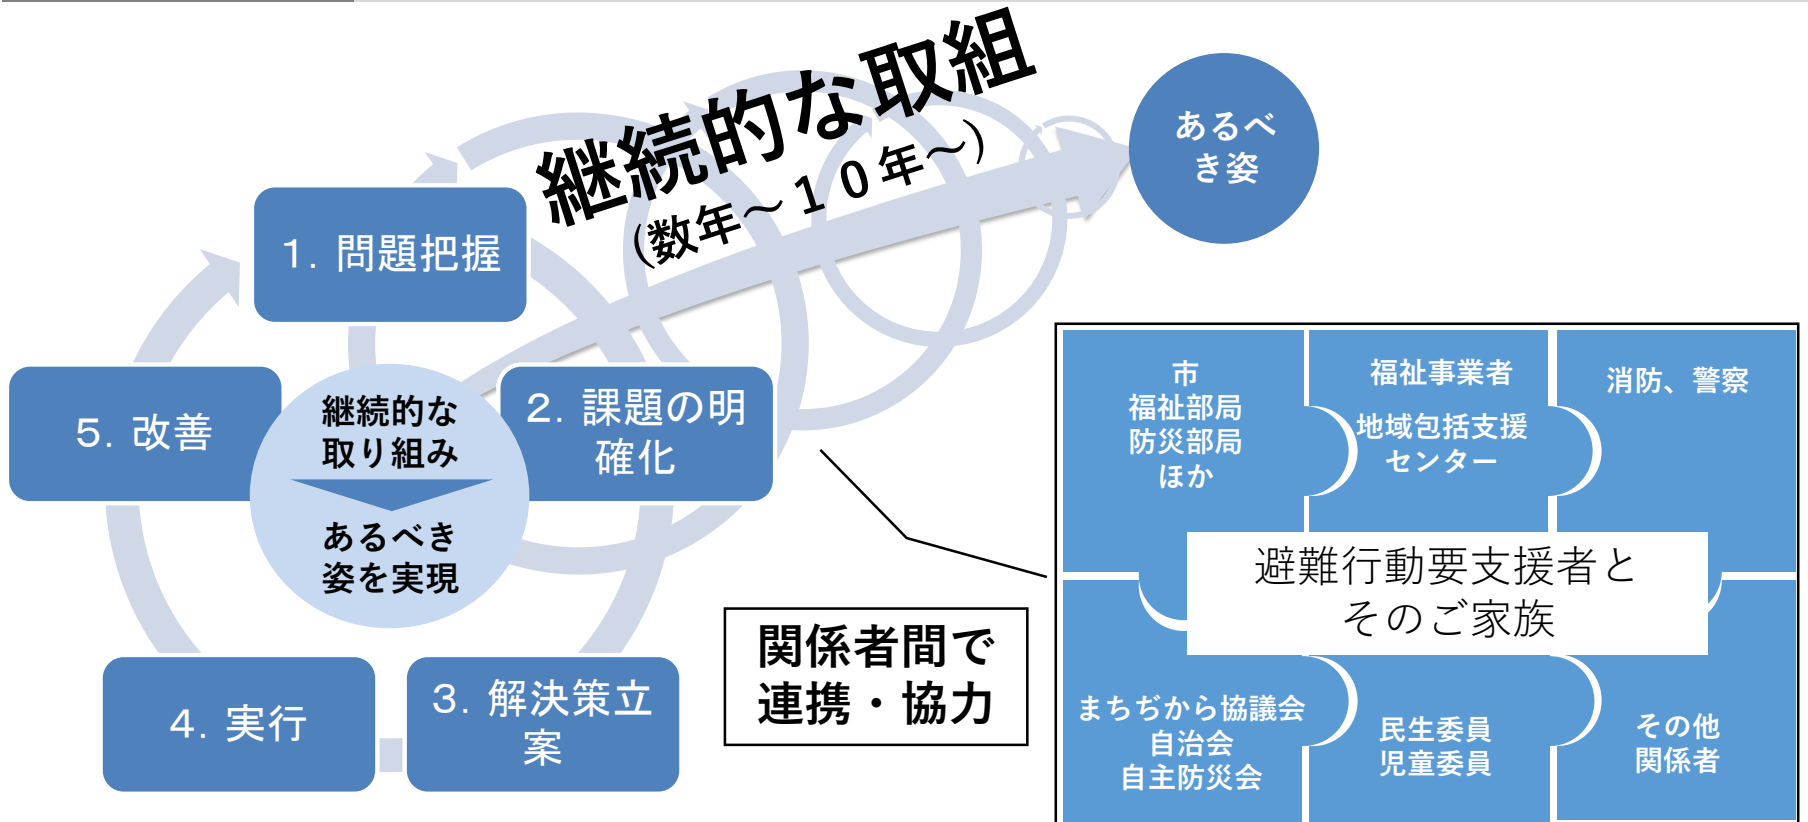 継続的な取組
（数年～１０年～）
あるべ
き姿
１．問題把握
２．課題の明
確化
３．解決策立
案
４．実行
５．改善
継続的な
取り組み
あるべき
姿を実現
関係者間で
連携・協力
市
福祉部局
防災部局
ほか
福祉事業者
地域包括支援
センター
消防、警察
避難行動要支援者と
そのご家族
まちぢから協議会
自治会
自主防災会
民生委員
児童委員
その他
関係者